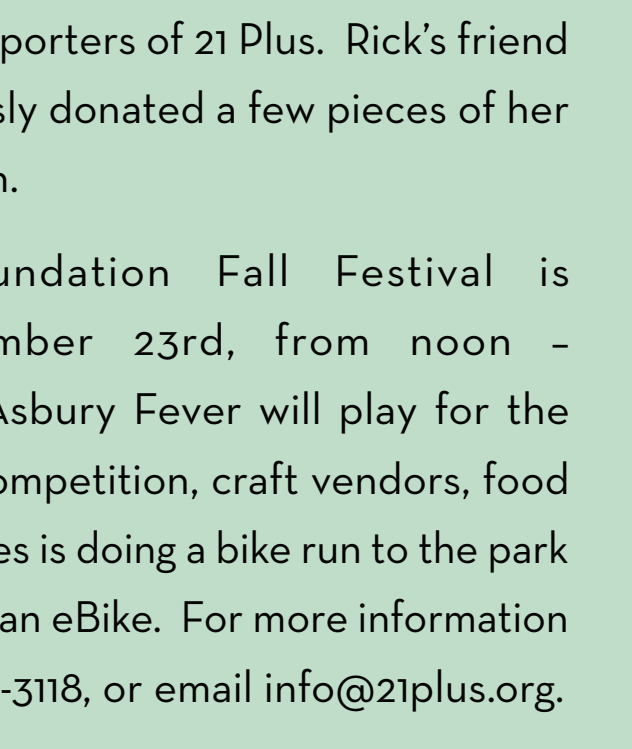 porters of 21 Plus. Rick's friend
sly donated a few pieces of her
n.
undation Fall Festival is
mber 23rd, from noon –
Asbury Fever will play for the
ompetition, craft vendors, food
es is doing a bike run to the park
an eBike. For more information
-3118, or email info@21plus.org.